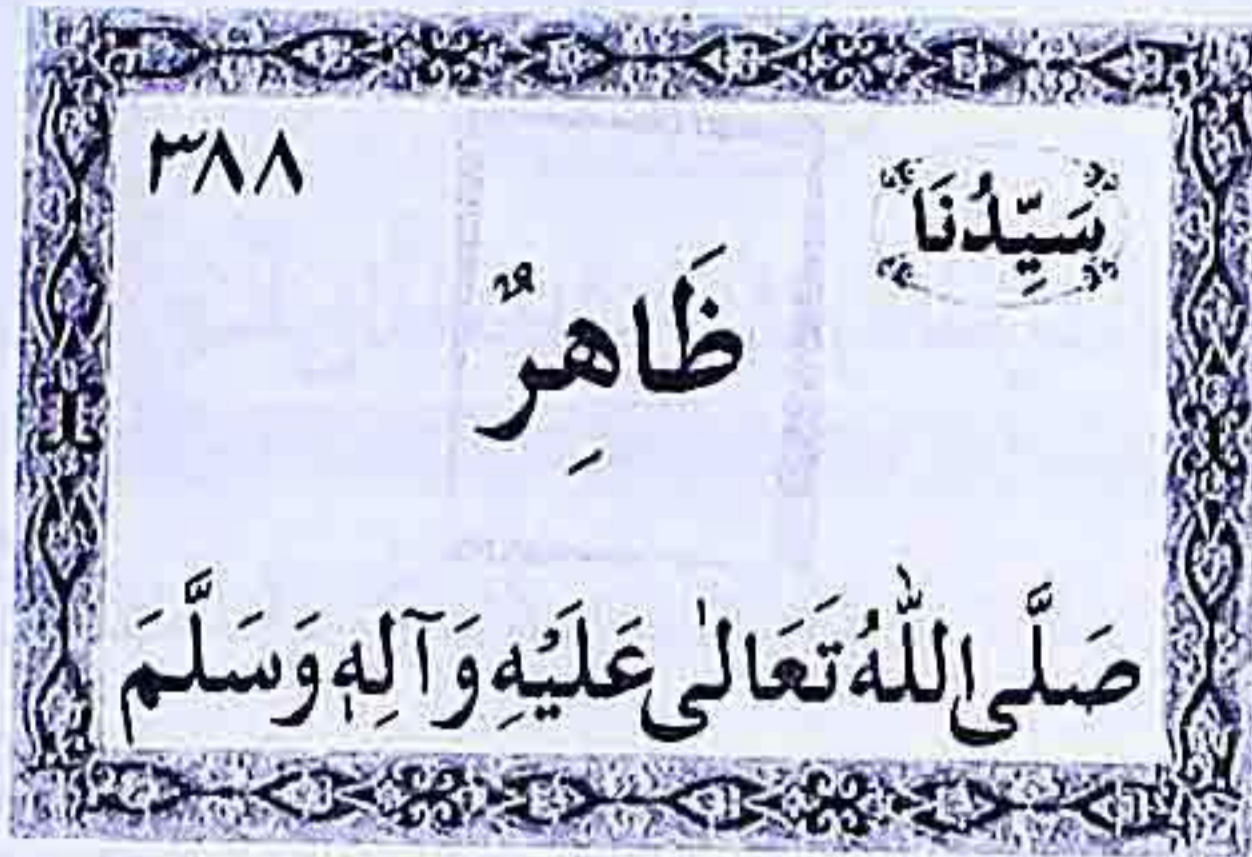 ٣٨٨
سَيِّدُنَا
ظَاهِرٌ
صَلَّى اللّٰهُ تَعَالٰى عَلَيْهِ وَآلِهٖ وَسَلَّمَ